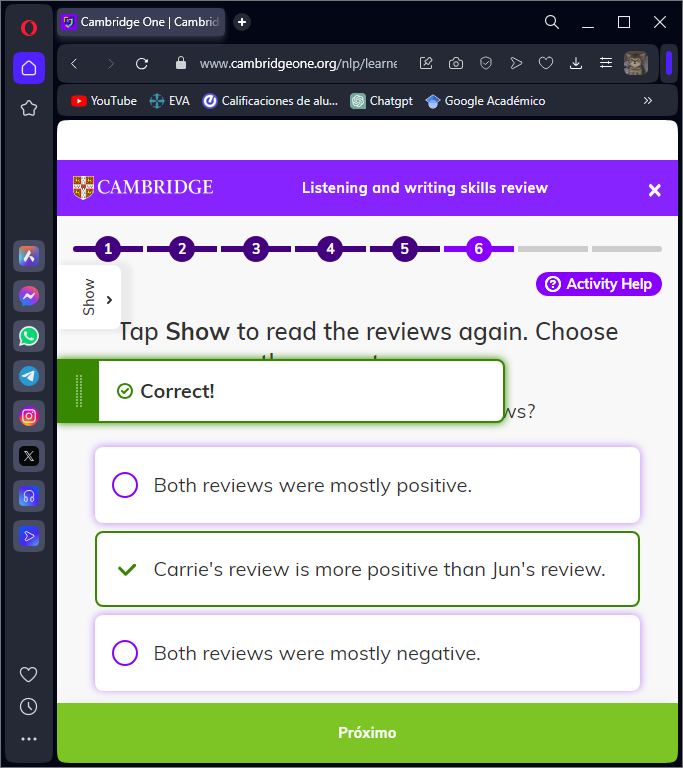 Cambridge One | Cambrid
www.cambridgeone.org/nlp/learne
YouTube EVA Calificaciones de alu... Chatgpt Google Académico
CAMBRIDGE Listening and writing skills review
1 2 3 4 5 6
Activity Help
Show
Tap Show to read the reviews again. Choose
Correct!
ws?
Both reviews were mostly positive.
Carrie's review is more positive than Jun's review.
Both reviews were mostly negative.
Próximo